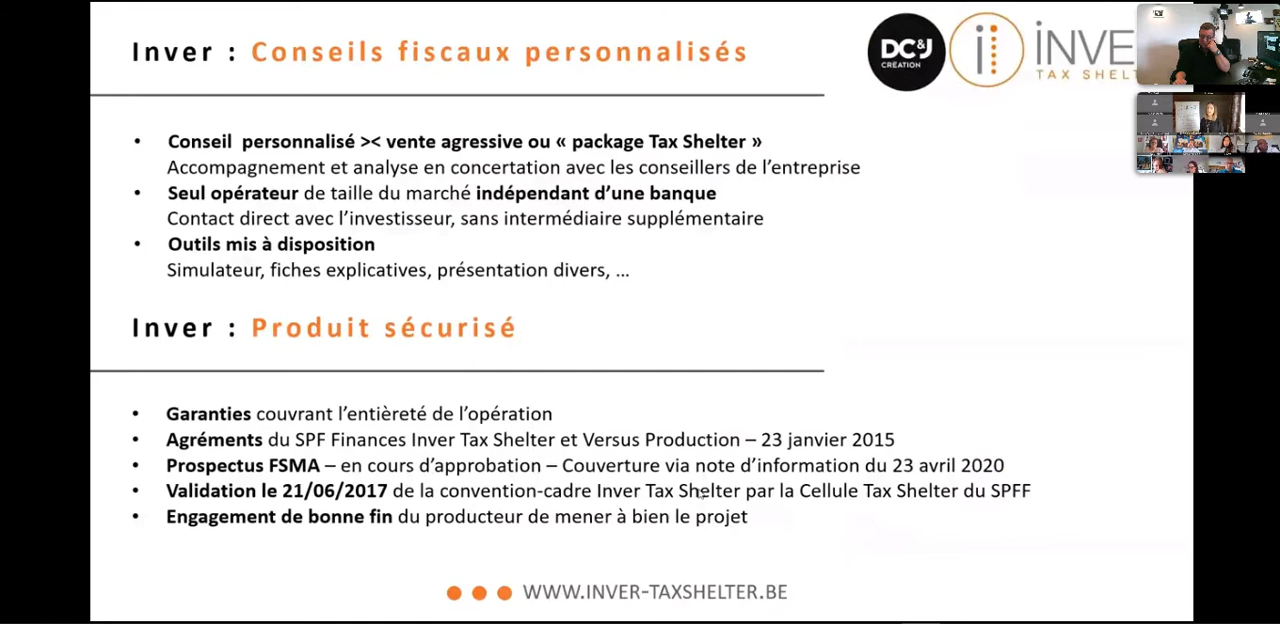 Inver : Conseils fiscaux personnalisés
DC&J
CRÉATION
INVE
TAX SHEL
• Conseil personnalisé >< vente agressive ou « package Tax Shelter »
Accompagnement et analyse en concertation avec les conseillers de l’entreprise
• Seul opérateur de taille du marché indépendant d’une banque
Contact direct avec l’investisseur, sans intermédiaire supplémentaire
• Outils mis à disposition
Simulateur, fiches explicatives, présentation divers, ...
Inver : Produit sécurisé
• Garanties couvrant l’entièreté de l’opération
• Agréments du SPF Finances Inver Tax Shelter et Versus Production – 23 janvier 2015
• Prospectus FSMA – en cours d’approbation – Couverture via note d’information du 23 avril 2020
• Validation le 21/06/2017 de la convention-cadre Inver Tax Shelter par la Cellule Tax Shelter du SPFF
• Engagement de bonne fin du producteur de mener à bien le projet
WWW.INVER-TAXSHELTER.BE